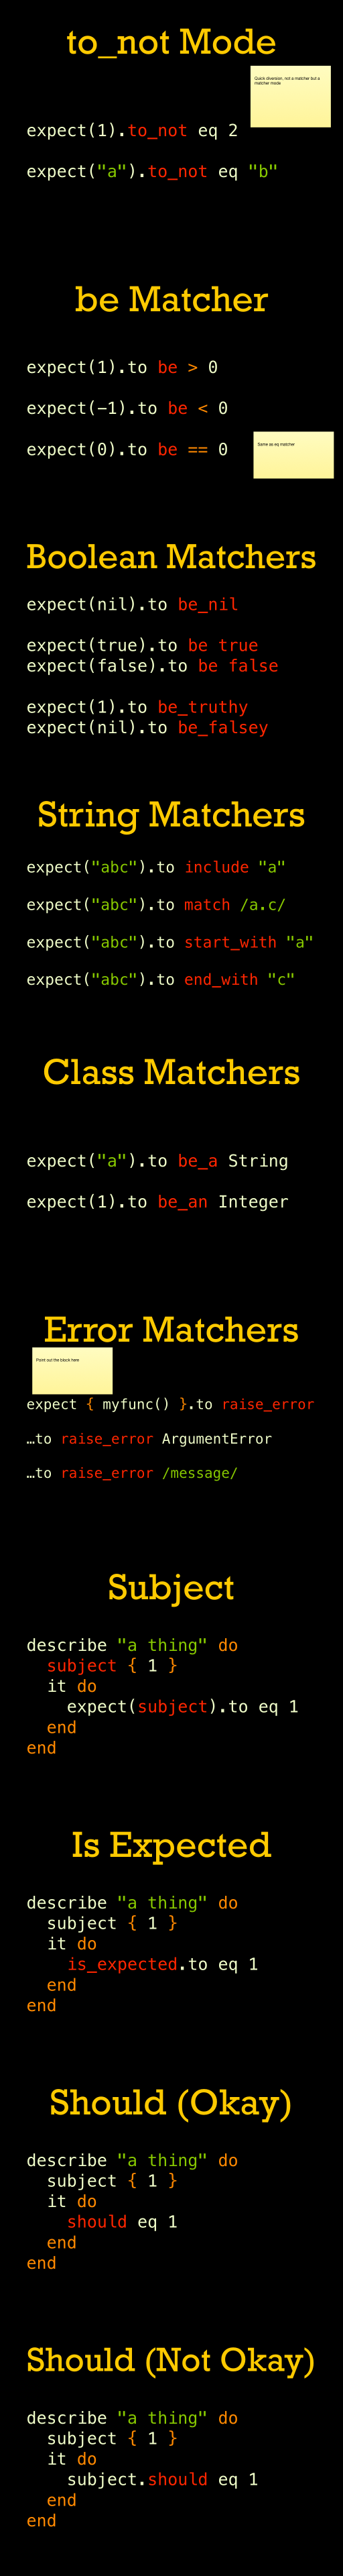 to_not Mode
Quick diversion, not a matcher but a
matcher mode
expect(1).to_not eq 2
expect("a").to_not eq "b"
be Matcher
expect(1).to be > 0
expect(-1).to be < 0
expect(0).to be == 0
Same as eq matcher
Boolean Matchers
expect(nil).to be_nil
expect(true).to be true
expect(false).to be false
expect(1).to be_truthy
expect(nil).to be_falsey
String Matchers
expect("abc").to include "a"
expect("abc").to match /a.c/
expect("abc").to start_with "a"
expect("abc").to end_with "c"
Class Matchers
expect("a").to be_a String
expect(1).to be_an Integer
Error Matchers
Point out the block here
expect { myfunc() }.to raise_error
…to raise_error ArgumentError
…to raise_error /message/
Subject
describe "a thing" do
  subject { 1 }
  it do
    expect(subject).to eq 1
  end
end
Is Expected
describe "a thing" do
  subject { 1 }
  it do
    is_expected.to eq 1
  end
end
Should (Okay)
describe "a thing" do
  subject { 1 }
  it do
    should eq 1
  end
end
Should (Not Okay)
describe "a thing" do
  subject { 1 }
  it do
    subject.should eq 1
  end
end